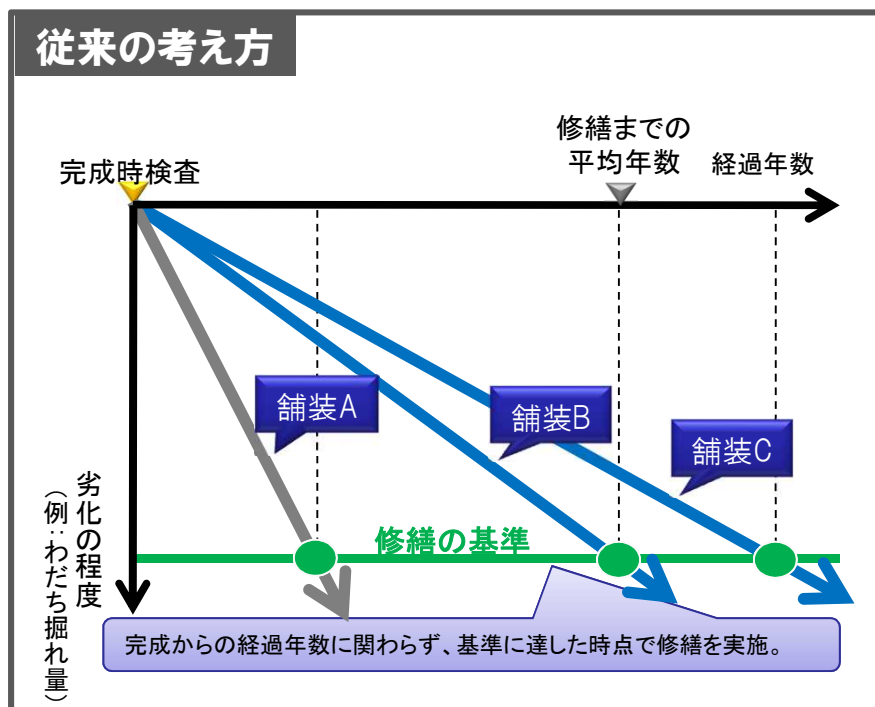 従来の考え方
修繕までの
平均年数
経過年数
完成時検査
舗装A
舗装B
舗装C
劣化の程度
（例：わだち掘れ量）
修繕の基準
完成からの経過年数に関わらず、基準に達した時点で修繕を実施。